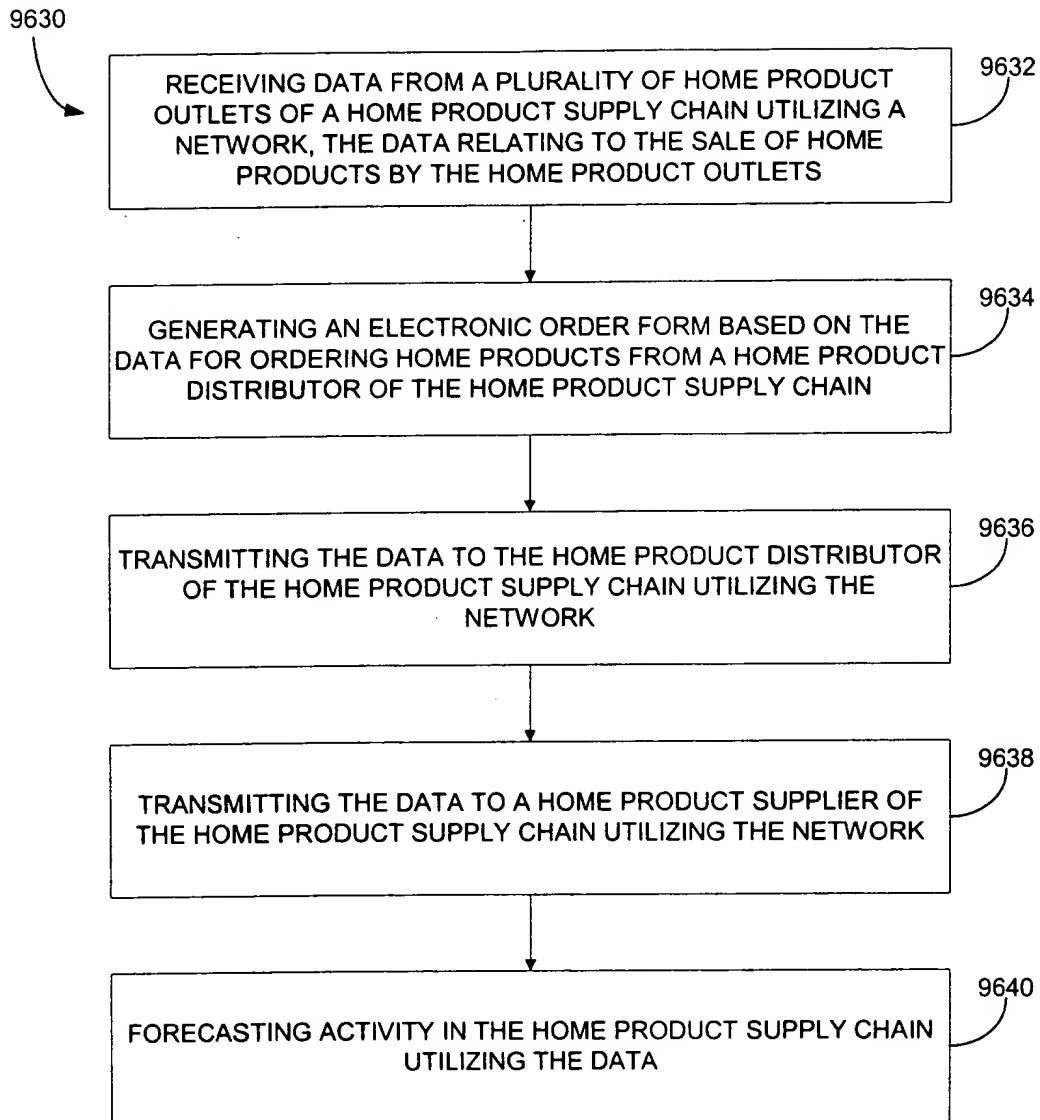 9630
9632
RECEIVING DATA FROM A PLURALITY OF HOME PRODUCT
OUTLETS OF A HOME PRODUCT SUPPLY CHAIN UTILIZING A
NETWORK, THE DATA RELATING TO THE SALE OF HOME
PRODUCTS BY THE HOME PRODUCT OUTLETS
9634
GENERATING AN ELECTRONIC ORDER FORM BASED ON THE
DATA FOR ORDERING HOME PRODUCTS FROM A HOME PRODUCT
DISTRIBUTOR OF THE HOME PRODUCT SUPPLY CHAIN
9636
TRANSMITTING THE DATA TO THE HOME PRODUCT DISTRIBUTOR
OF THE HOME PRODUCT SUPPLY CHAIN UTILIZING THE
NETWORK
9638
TRANSMITTING THE DATA TO A HOME PRODUCT SUPPLIER OF
THE HOME PRODUCT SUPPLY CHAIN UTILIZING THE NETWORK
9640
FORECASTING ACTIVITY IN THE HOME PRODUCT SUPPLY CHAIN
UTILIZING THE DATA